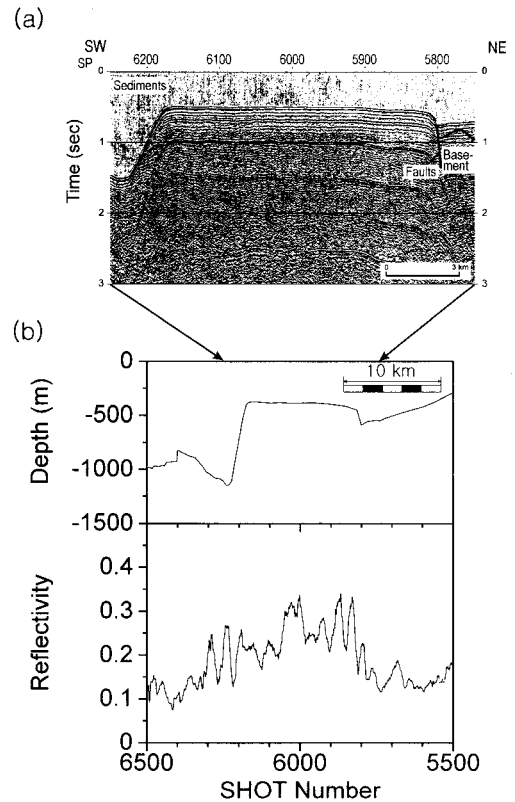 (a)
SW NE
SP 6200 6100 6000 5900 5800
0 0
Sediments
1 1
Time (sec)
Base-
ment
Faults
2 2
0 3 km
3 3
(b)
0
10 km
Depth (m)
-500
-1000
-1500
0.4
Reflectivity
0.3
0.2
0.1
0
6500 6000 5500
SHOT Number